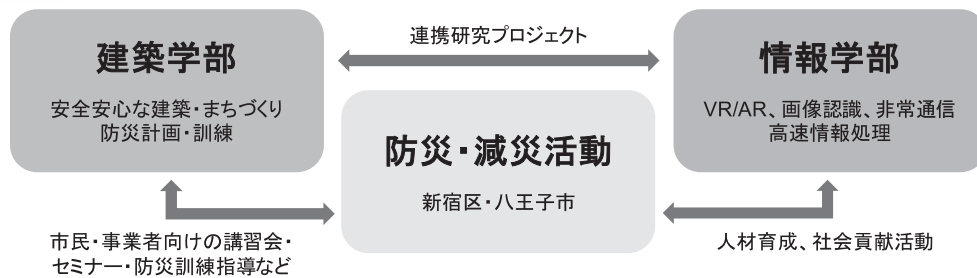 建築学部
安全安心な建築・まちづくり
防災計画・訓練
連携研究プロジェクト
情報学部
VR/AR、画像認識、非常通信
高速情報処理
防災・減災活動
新宿区・八王子市
市民・事業者向けの講習会・
セミナー・防災訓練指導など
人材育成、社会貢献活動